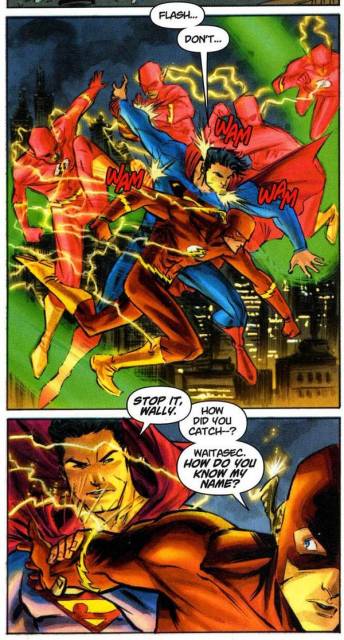 FLASH...
DON'T...
WAM
WAM
WAM
STOP IT,
WALLY.
HOW
DID YOU
CATCH--?
WAITASEC.
HOW DO YOU
KNOW MY
NAME?